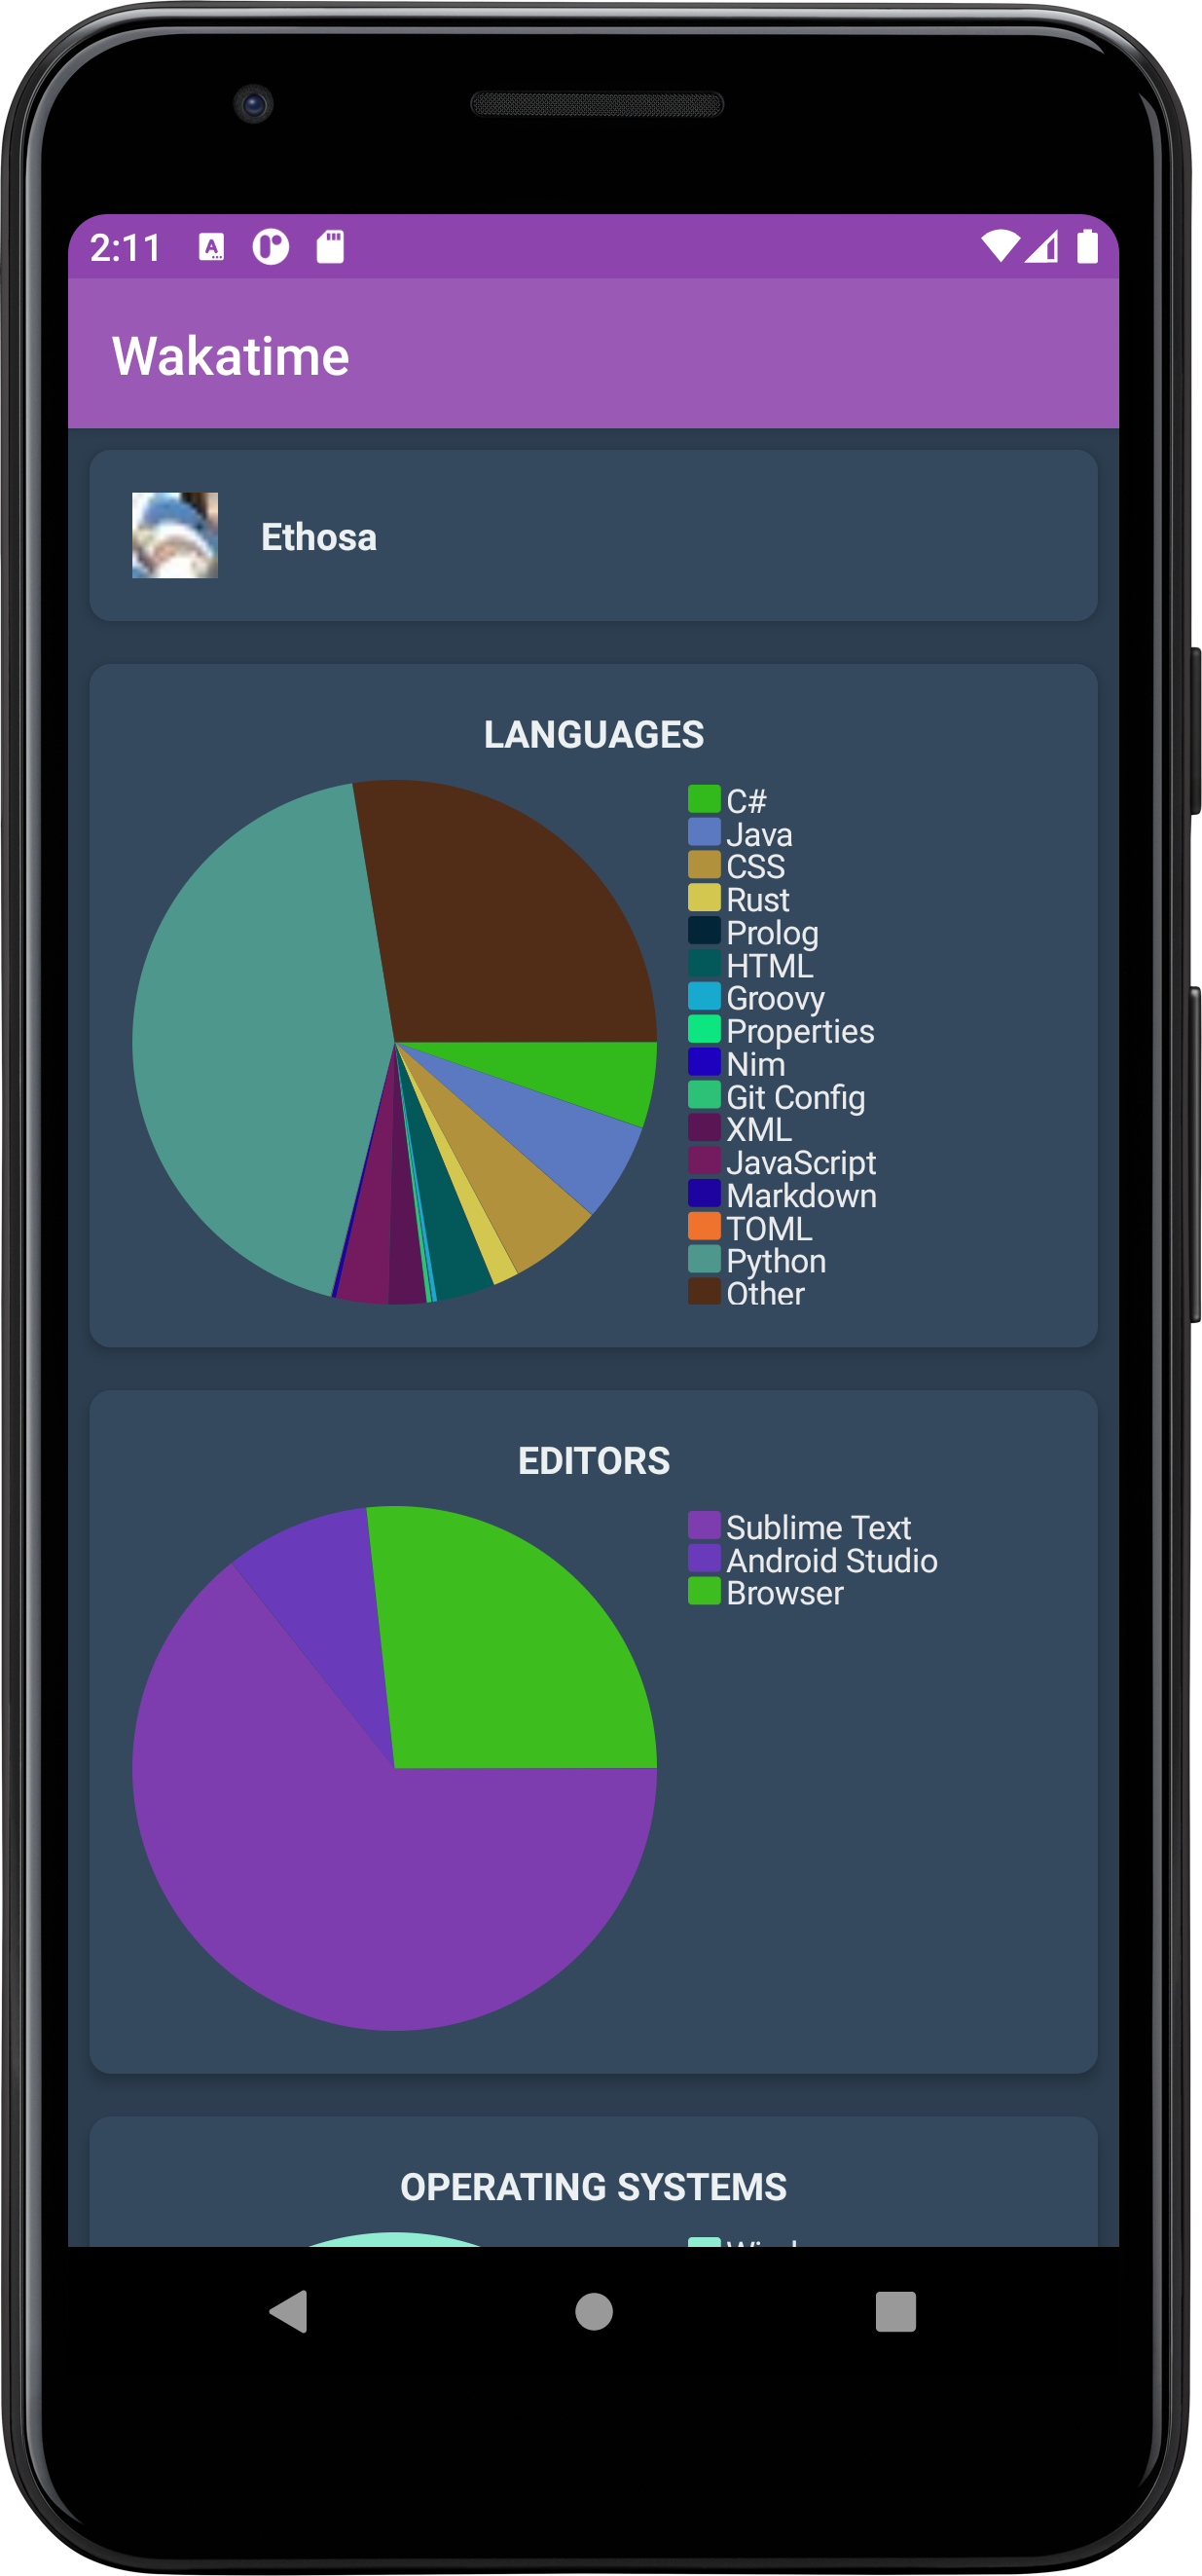 2:11
Wakatime
Ethosa
LANGUAGES
C#
Java
CSS
Rust
Prolog
HTML
Groovy
Properties
Nim
Git Config
XML
JavaScript
Markdown
TOML
Python
Other
EDITORS
Sublime Text
Android Studio
Browser
OPERATING SYSTEMS